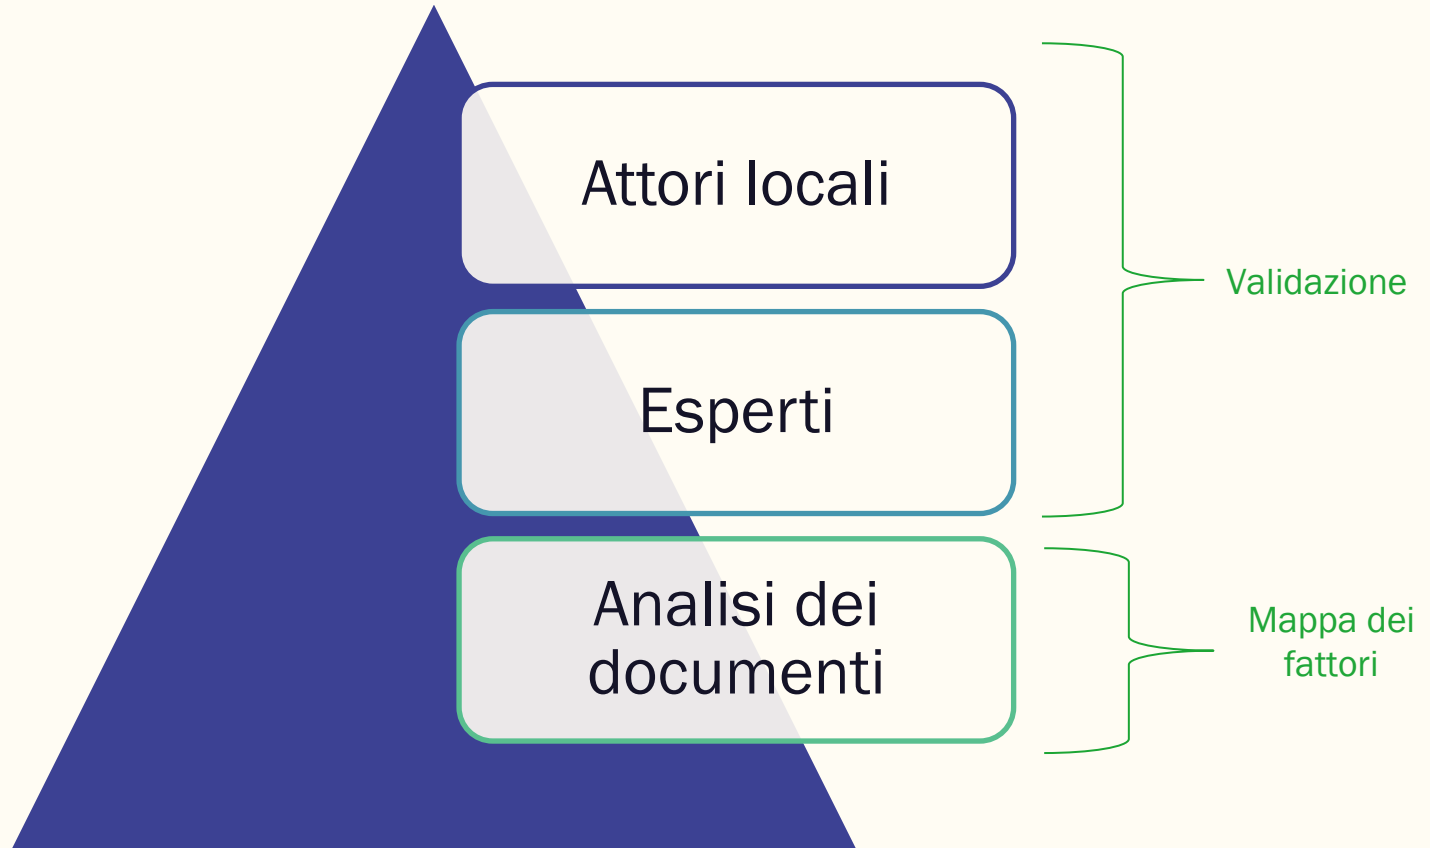 Attori locali
Validazione
Esperti
Analisi dei
documenti
Mappa dei
fattori